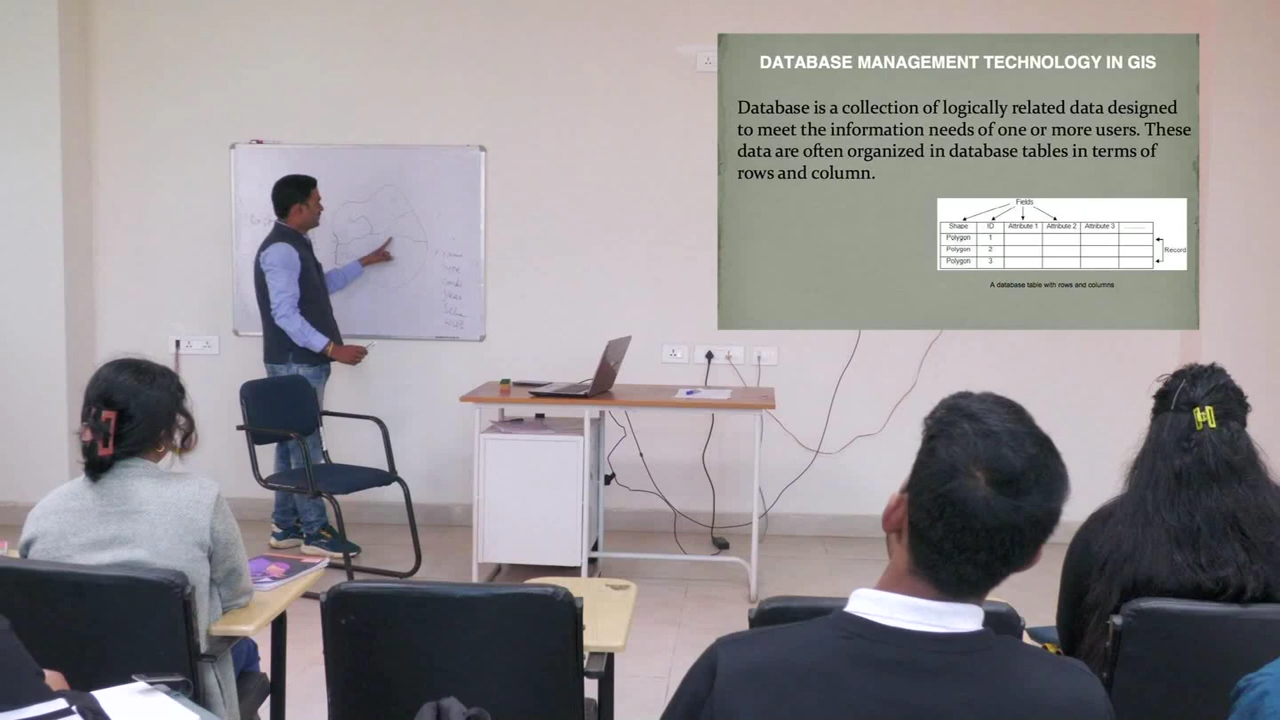 DATABASE MANAGEMENT TECHNOLOGY IN GIS
Database is a collection of logically related data designed
to meet the information needs of one or more users. These
data are often organized in database tables in terms of
rows and column.
Fields
Shape ID Attribute 1 Attribute 2 Attribute 3 ..........
Polygon 1
Polygon 2
Polygon 3
Record
A database table with rows and columns